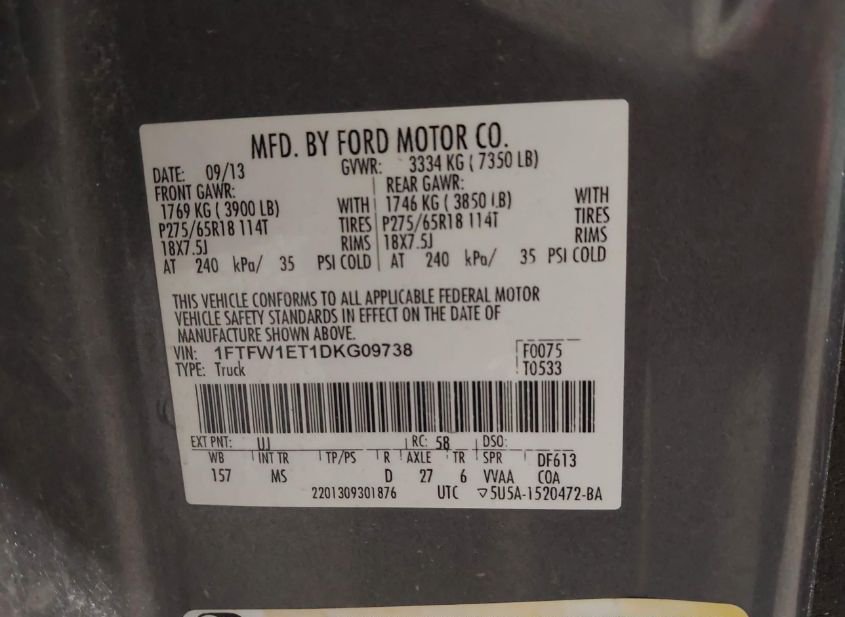 MFD. BY FORD MOTOR CO.
DATE: 09/13 GVWR: 3334 KG ( 7350 LB)
FRONT GAWR: REAR GAWR:
1769 KG ( 3900 LB) WITH 1746 KG ( 3850 LB) WITH
P275/65R18 114T TIRES P275/65R18 114T TIRES
18X7.5J RIMS 18X7.5J RIMS
AT 240 kPa/ 35 PSI COLD AT 240 kPa/ 35 PSI COLD
THIS VEHICLE CONFORMS TO ALL APPLICABLE FEDERAL MOTOR
VEHICLE SAFETY STANDARDS IN EFFECT ON THE DATE OF
MANUFACTURE SHOWN ABOVE.
VIN: 1FTFW1ET1DKG09738 F0075
TYPE: Truck T0533
EXT PNT: UJ RC: 58 DSO:
WB INT TR TP/PS R AXLE TR SPR DF613
157 MS D 27 6 VVAA COA
2201309301876 UTC ▽5U5A-1520472-BA